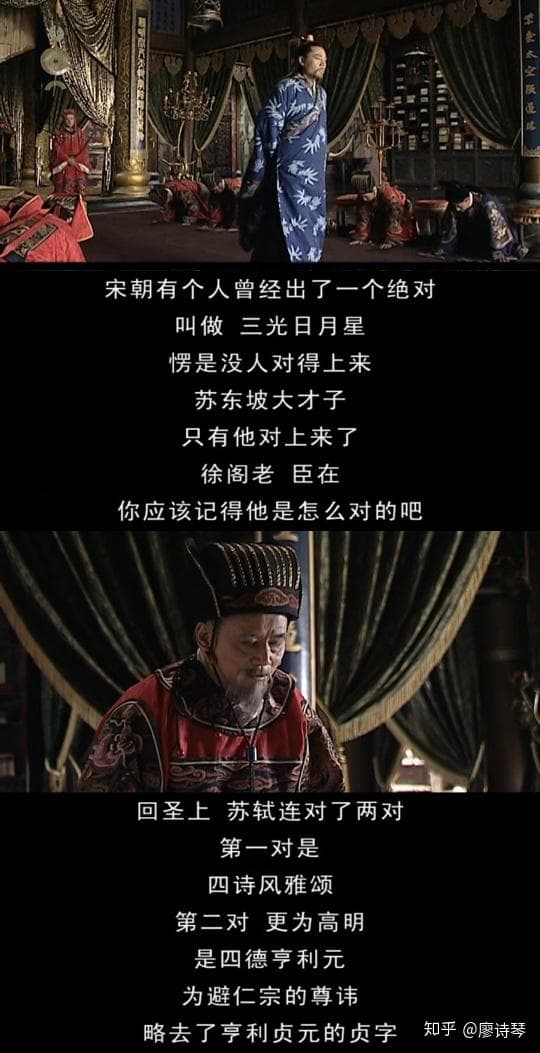 宋朝有个人曾经出了一个绝对
叫做 三光日月星
愣是没人对得上来
苏东坡大才子
只有他对上来了
徐阁老 臣在
你应该记得他是怎么对的吧
回圣上 苏轼连对了两对
第一对是
四诗风雅颂
第二对 更为高明
是四德亨利元
为避仁宗的尊讳
略去了亨利贞元的贞字
知乎 @廖诗琴